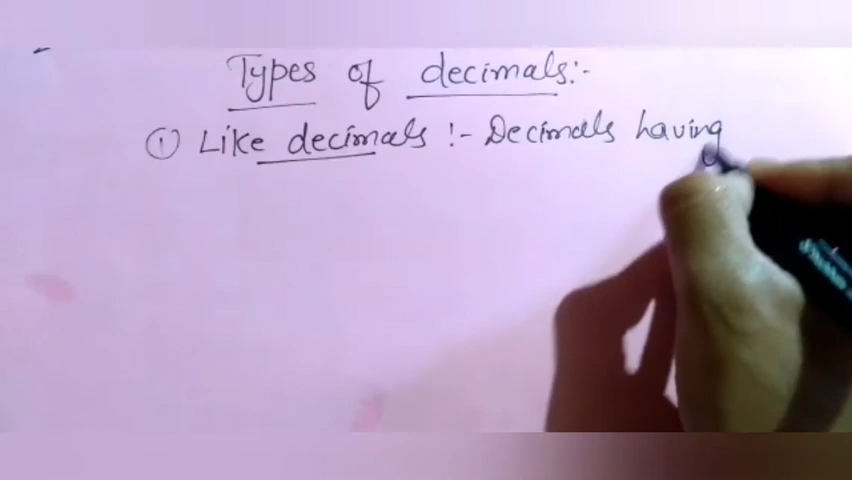 Types of decimals:-
① Like decimals :- Decimals having